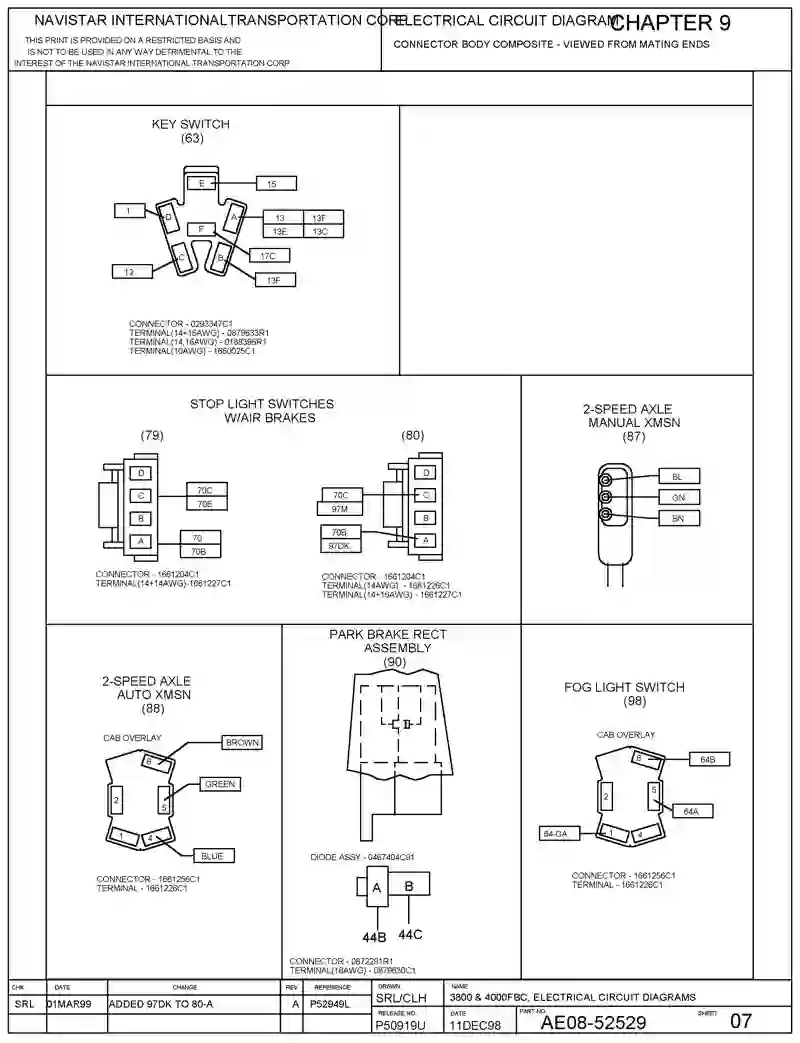 NAVISTAR INTERNATIONAL TRANSPORTATION CORP
THIS PRINT IS PROVIDED ON A RESTRICTED BASIS AND
IS NOT TO BE USED IN ANY WAY DETRIMENTAL TO THE
INTEREST OF THE NAVISTAR INTERNATIONAL TRANSPORTATION CORP
ELECTRICAL CIRCUIT DIAGRAM
CHAPTER 9
CONNECTOR BODY COMPOSITE - VIEWED FROM MATING ENDS
KEY SWITCH
(63)
E
15
1
D
A
13
13F
13E
13C
F
17C
C
B
13F
CONNECTOR - 0293347C1
TERMINAL(14+16AWG) - 0879633R1
TERMINAL(10AWG) - 1660025C1
STOP LIGHT SWITCHES
W/AIR BRAKES
(79)
D
C
B
A
70C
70E
70
70B
CONNECTOR - 1661204C1
TERMINAL(14+14AWG)-1661227C1
(80)
D
C
B
A
70C
97M
70B
97DK
CONNECTOR - 1661204C1
TERMINAL(14AWG) - 1661226C1
TERMINAL(14+16AWG) - 1661227C1
2-SPEED AXLE
MANUAL XMSN
(87)
BL
GN
BN
2-SPEED AXLE
AUTO XMSN
(88)
CAB OVERLAY
6
BROWN
2
5
GREEN
1
4
BLUE
CONNECTOR - 1661256C1
TERMINAL - 1661226C1
PARK BRAKE RECT
ASSEMBLY
(90)
DIODE ASSY - 0467404C91
A
B
44B
44C
CONNECTOR - 0872291R1
TERMINAL(16AWG) - 0879630C1
FOG LIGHT SWITCH
(98)
CAB OVERLAY
6
64B
2
5
64A
64-GA
1
4
CONNECTOR - 1661256C1
TERMINAL - 1661226C1
CHK
DATE
CHANGE
REV
REFERENCE
SRL
01MAR99
ADDED 97DK TO 80-A
A
P52949L
DRAWN
SRL/CLH
NAME
3800 & 4000FBC, ELECTRICAL CIRCUIT DIAGRAMS
RELEASE NO.
P50919U
DATE
11DEC98
PART NO.
AE08-52529
SHEET
07